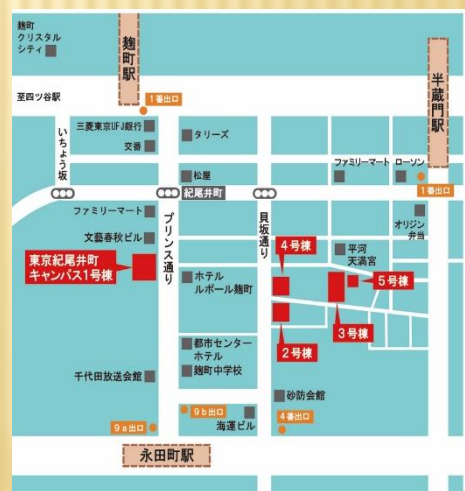 麹町
クリスタル
シティ
麹町駅
半蔵門駅
至四ツ谷駅
1番出口
いちょう坂
三菱東京UFJ銀行
交番
タリーズ
松屋
紀尾井町
ファミリーマート
ローソン
1番出口
ファミリーマート
文藝春秋ビル
プリンス通り
貝坂通り
オリジン
弁当
東京紀尾井町
キャンパス1号棟
ホテル
ルポール麹町
4号棟
平河
天満宮
5号棟
2号棟
3号棟
都市センター
ホテル
麹町中学校
千代田放送会館
砂防会館
9a出口
9b出口
海運ビル
4番出口
永田町駅